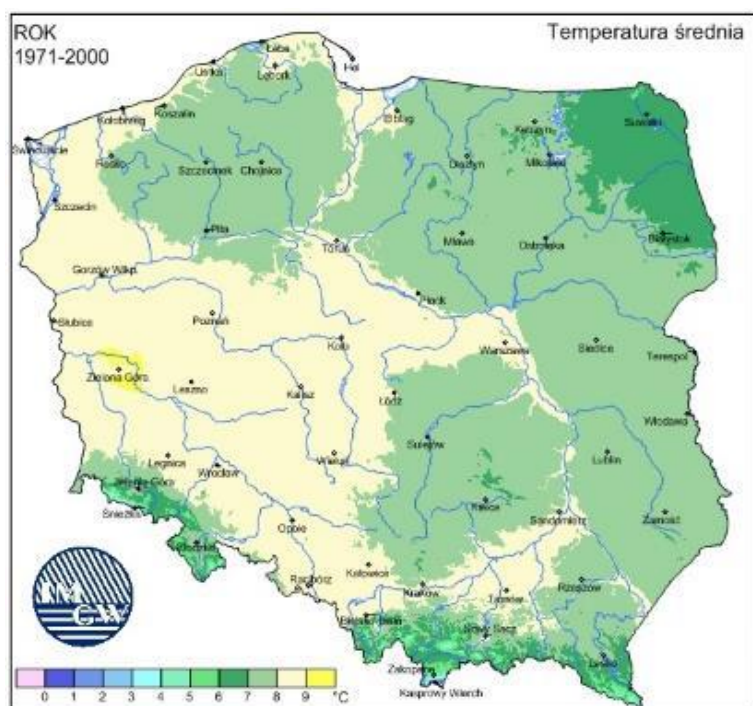 ROK
1971-2000
Temperatura średnia
Łeba
Hel
Ustka
Lębork
Koszalin
Kołobrzeg
Elbląg
Kętrzyn
Suwałki
Świnoujście
Resko
Szczecinek
Chojnice
Olsztyn
Mikołajki
Szczecin
Piła
Toruń
Mława
Ostrołęka
Białystok
Gorzów Wlkp.
Płock
Słubice
Poznań
Koło
Warszawa
Siedlce
Terespol
Zielona Góra
Leszno
Kalisz
Łódź
Włodawa
Sulejów
Legnica
Wrocław
Wieluń
Lublin
Jelenia Góra
Śnieżka
Opole
Kielce
Sandomierz
Zamość
Kłodzko
Racibórz
Katowice
Kraków
Tarnów
Rzeszów
Bielsko-Biała
Nowy Sącz
Lesko
Zakopane
Kasprowy Wierch
IM
GW
0 1 2 3 4 5 6 7 8 9 °C